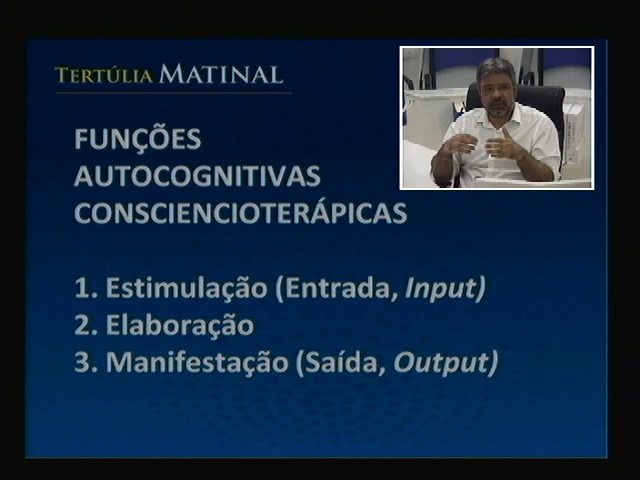 TERTÚLIA MATINAL
FUNÇÕES
AUTOCOGNITIVAS
CONSCIENCIOTERÁPICAS
1. Estimulação (Entrada, Input)
2. Elaboração
3. Manifestação (Saída, Output)